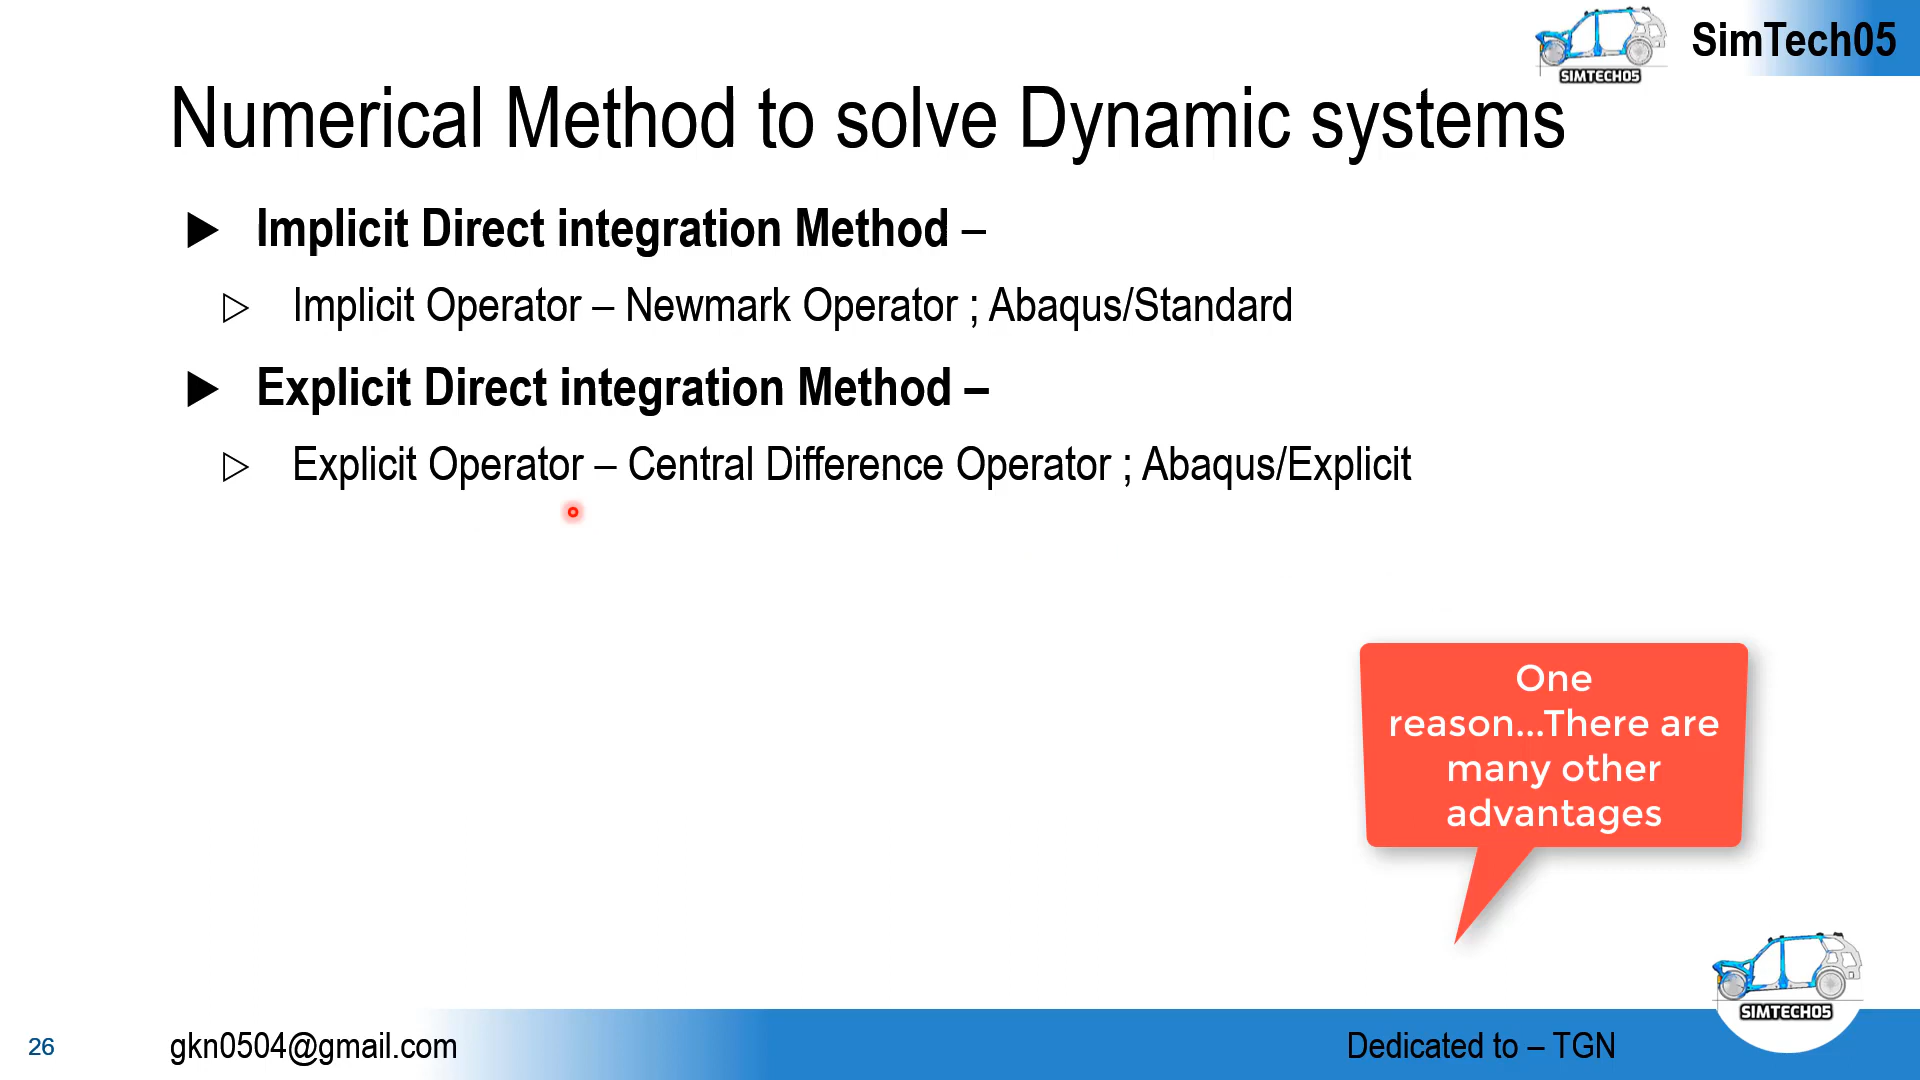 SimTech05
SIMTECH05
Numerical Method to solve Dynamic systems
Implicit Direct integration Method –
Implicit Operator – Newmark Operator ; Abaqus/Standard
Explicit Direct integration Method –
Explicit Operator – Central Difference Operator ; Abaqus/Explicit
One
reason...There are
many other
advantages
SIMTECH05
26
gkn0504@gmail.com
Dedicated to – TGN